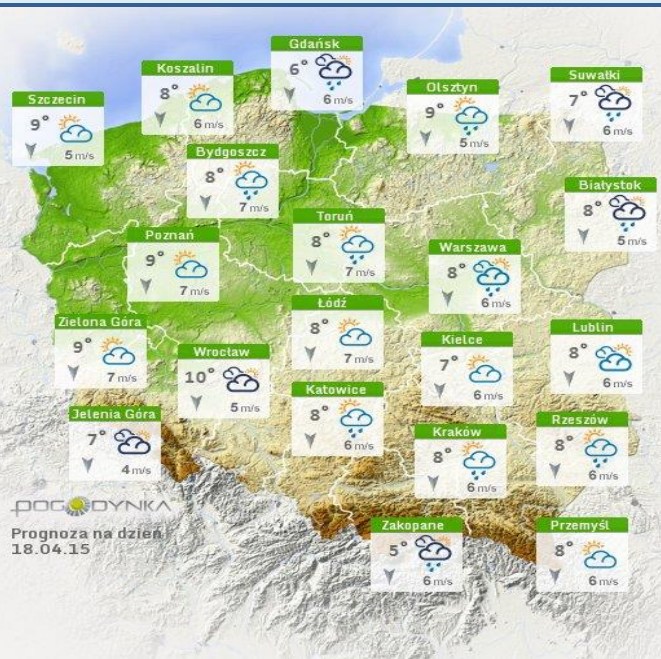 Gdańsk
6°
6 m/s
Koszalin
8°
6 m/s
Suwałki
7°
6 m/s
Olsztyn
9°
5 m/s
Szczecin
9°
5 m/s
Bydgoszcz
8°
7 m/s
Białystok
8°
5 m/s
Toruń
8°
7 m/s
Poznań
9°
7 m/s
Warszawa
8°
6 m/s
Łódź
8°
7 m/s
Zielona Góra
9°
7 m/s
Lublin
8°
6 m/s
Kielce
7°
6 m/s
Wrocław
10°
5 m/s
Katowice
8°
6 m/s
Jelenia Góra
7°
4 m/s
Rzeszów
8°
6 m/s
Kraków
8°
6 m/s
POGODYNKA
Prognoza na dzień
18.04.15
Zakopane
5°
6 m/s
Przemyśl
8°
6 m/s